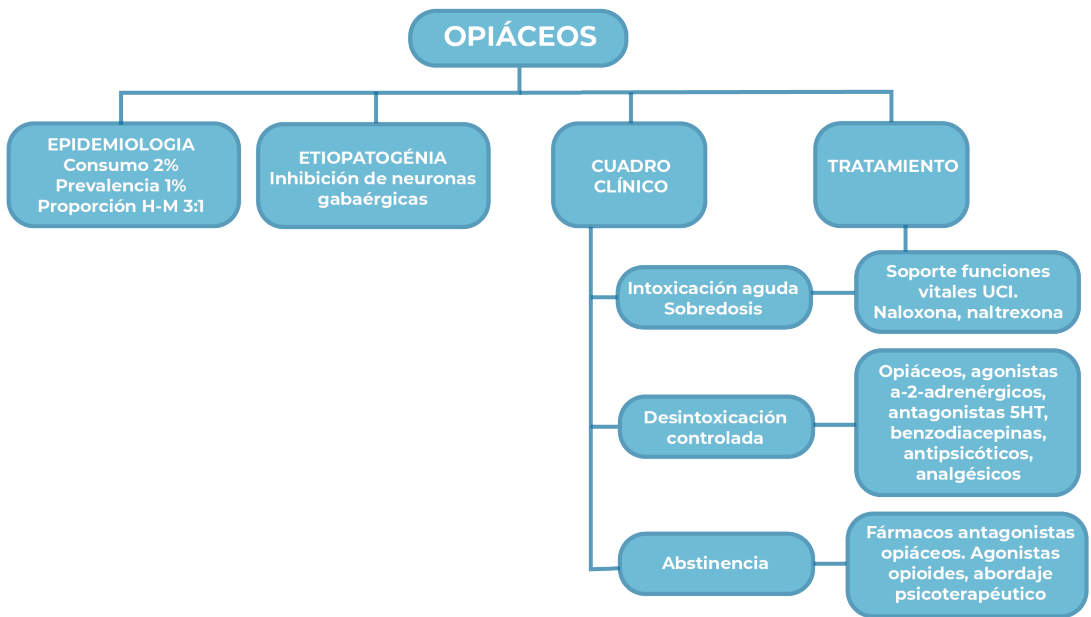 OPIÁCEOS
EPIDEMIOLOGIA
Consumo 2%
Prevalencia 1%
Proporción H-M 3:1
ETIOPATOGÉNIA
Inhibición de neuronas
gabaérgicas
CUADRO
CLÍNICO
TRATAMIENTO
Intoxicación aguda
Sobredosis
Soporte funciones
vitales UCI.
Naloxona, naltrexona
Desintoxicación
controlada
Opiáceos, agonistas
a-2-adrenérgicos,
antagonistas 5HT,
benzodiacepinas,
antipsicóticos,
analgésicos
Abstinencia
Fármacos antagonistas
opiáceos. Agonistas
opioides, abordaje
psicoterapéutico